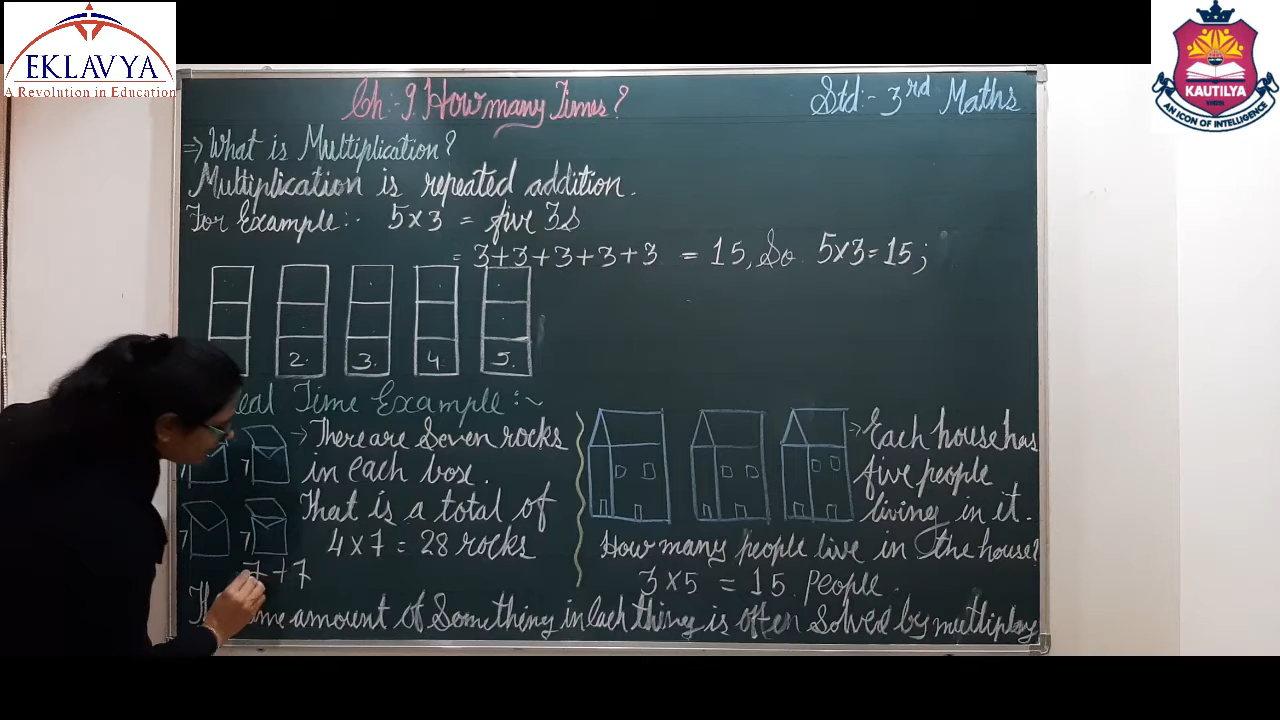 EKLAVYA
A Revolution in Education
KAUTILYA
AN ICON OF INTELLIGENCE
Ch:- 9. How many Times?
Std:- 3rd Maths
⇒ What is Multiplication?
Multiplication is repeated addition.
For Example:- 5×3 = five 3s
= 3+3+3+3+3 = 15, So 5×3=15;
2. 3. 4. 5.
Time Example:~
7 7
→ There are Seven rocks
in each box.
7 7
That is a total of
4 × 7 = 28 rocks
7+7
→ Each house has
five people
living in it.
How many people live in the house?
3 × 5 = 15 People.
amount of Something in each thing is often Solved by multiplay